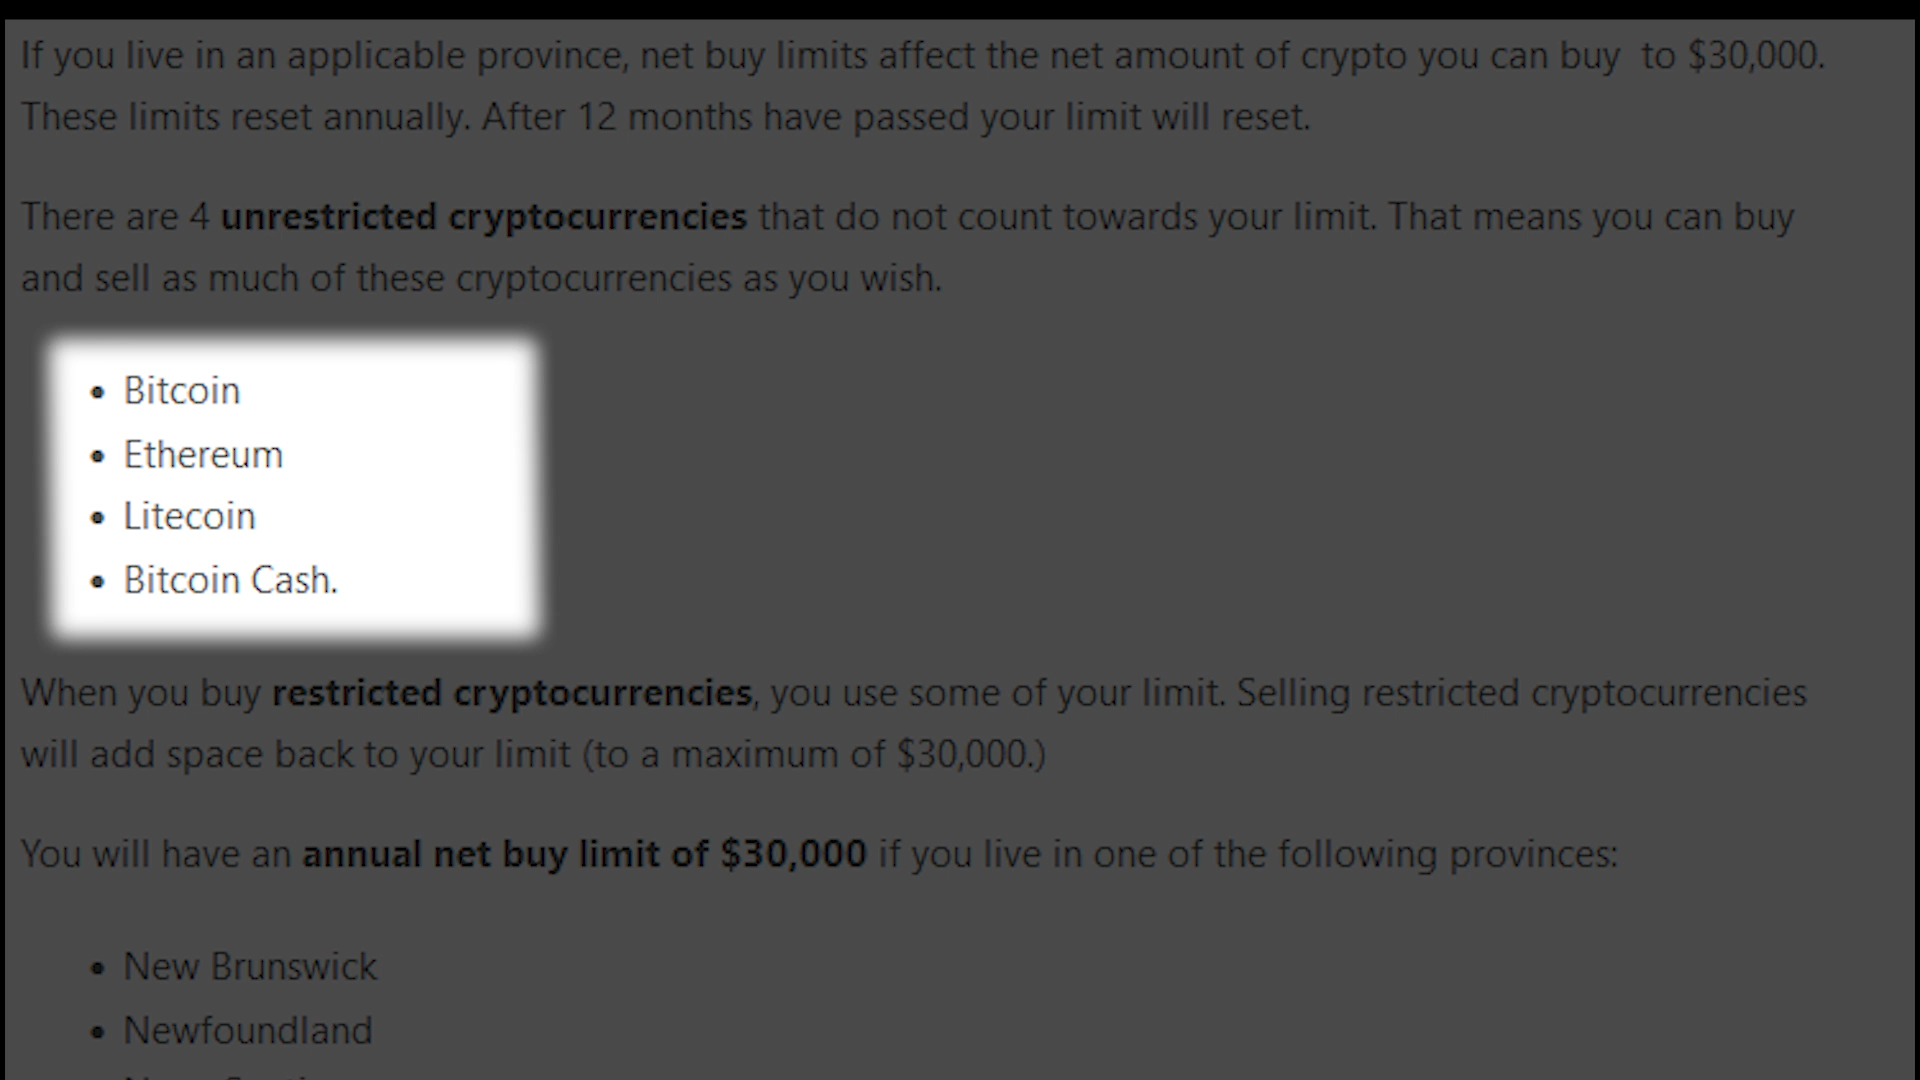 If you live in an applicable province, net buy limits affect the net amount of crypto you can buy to $30,000.
These limits reset annually. After 12 months have passed your limit will reset.
There are 4 unrestricted cryptocurrencies that do not count towards your limit. That means you can buy
and sell as much of these cryptocurrencies as you wish.
• Bitcoin
• Ethereum
• Litecoin
• Bitcoin Cash.
When you buy restricted cryptocurrencies, you use some of your limit. Selling restricted cryptocurrencies
will add space back to your limit (to a maximum of $30,000.)
You will have an annual net buy limit of $30,000 if you live in one of the following provinces:
• New Brunswick
• Newfoundland